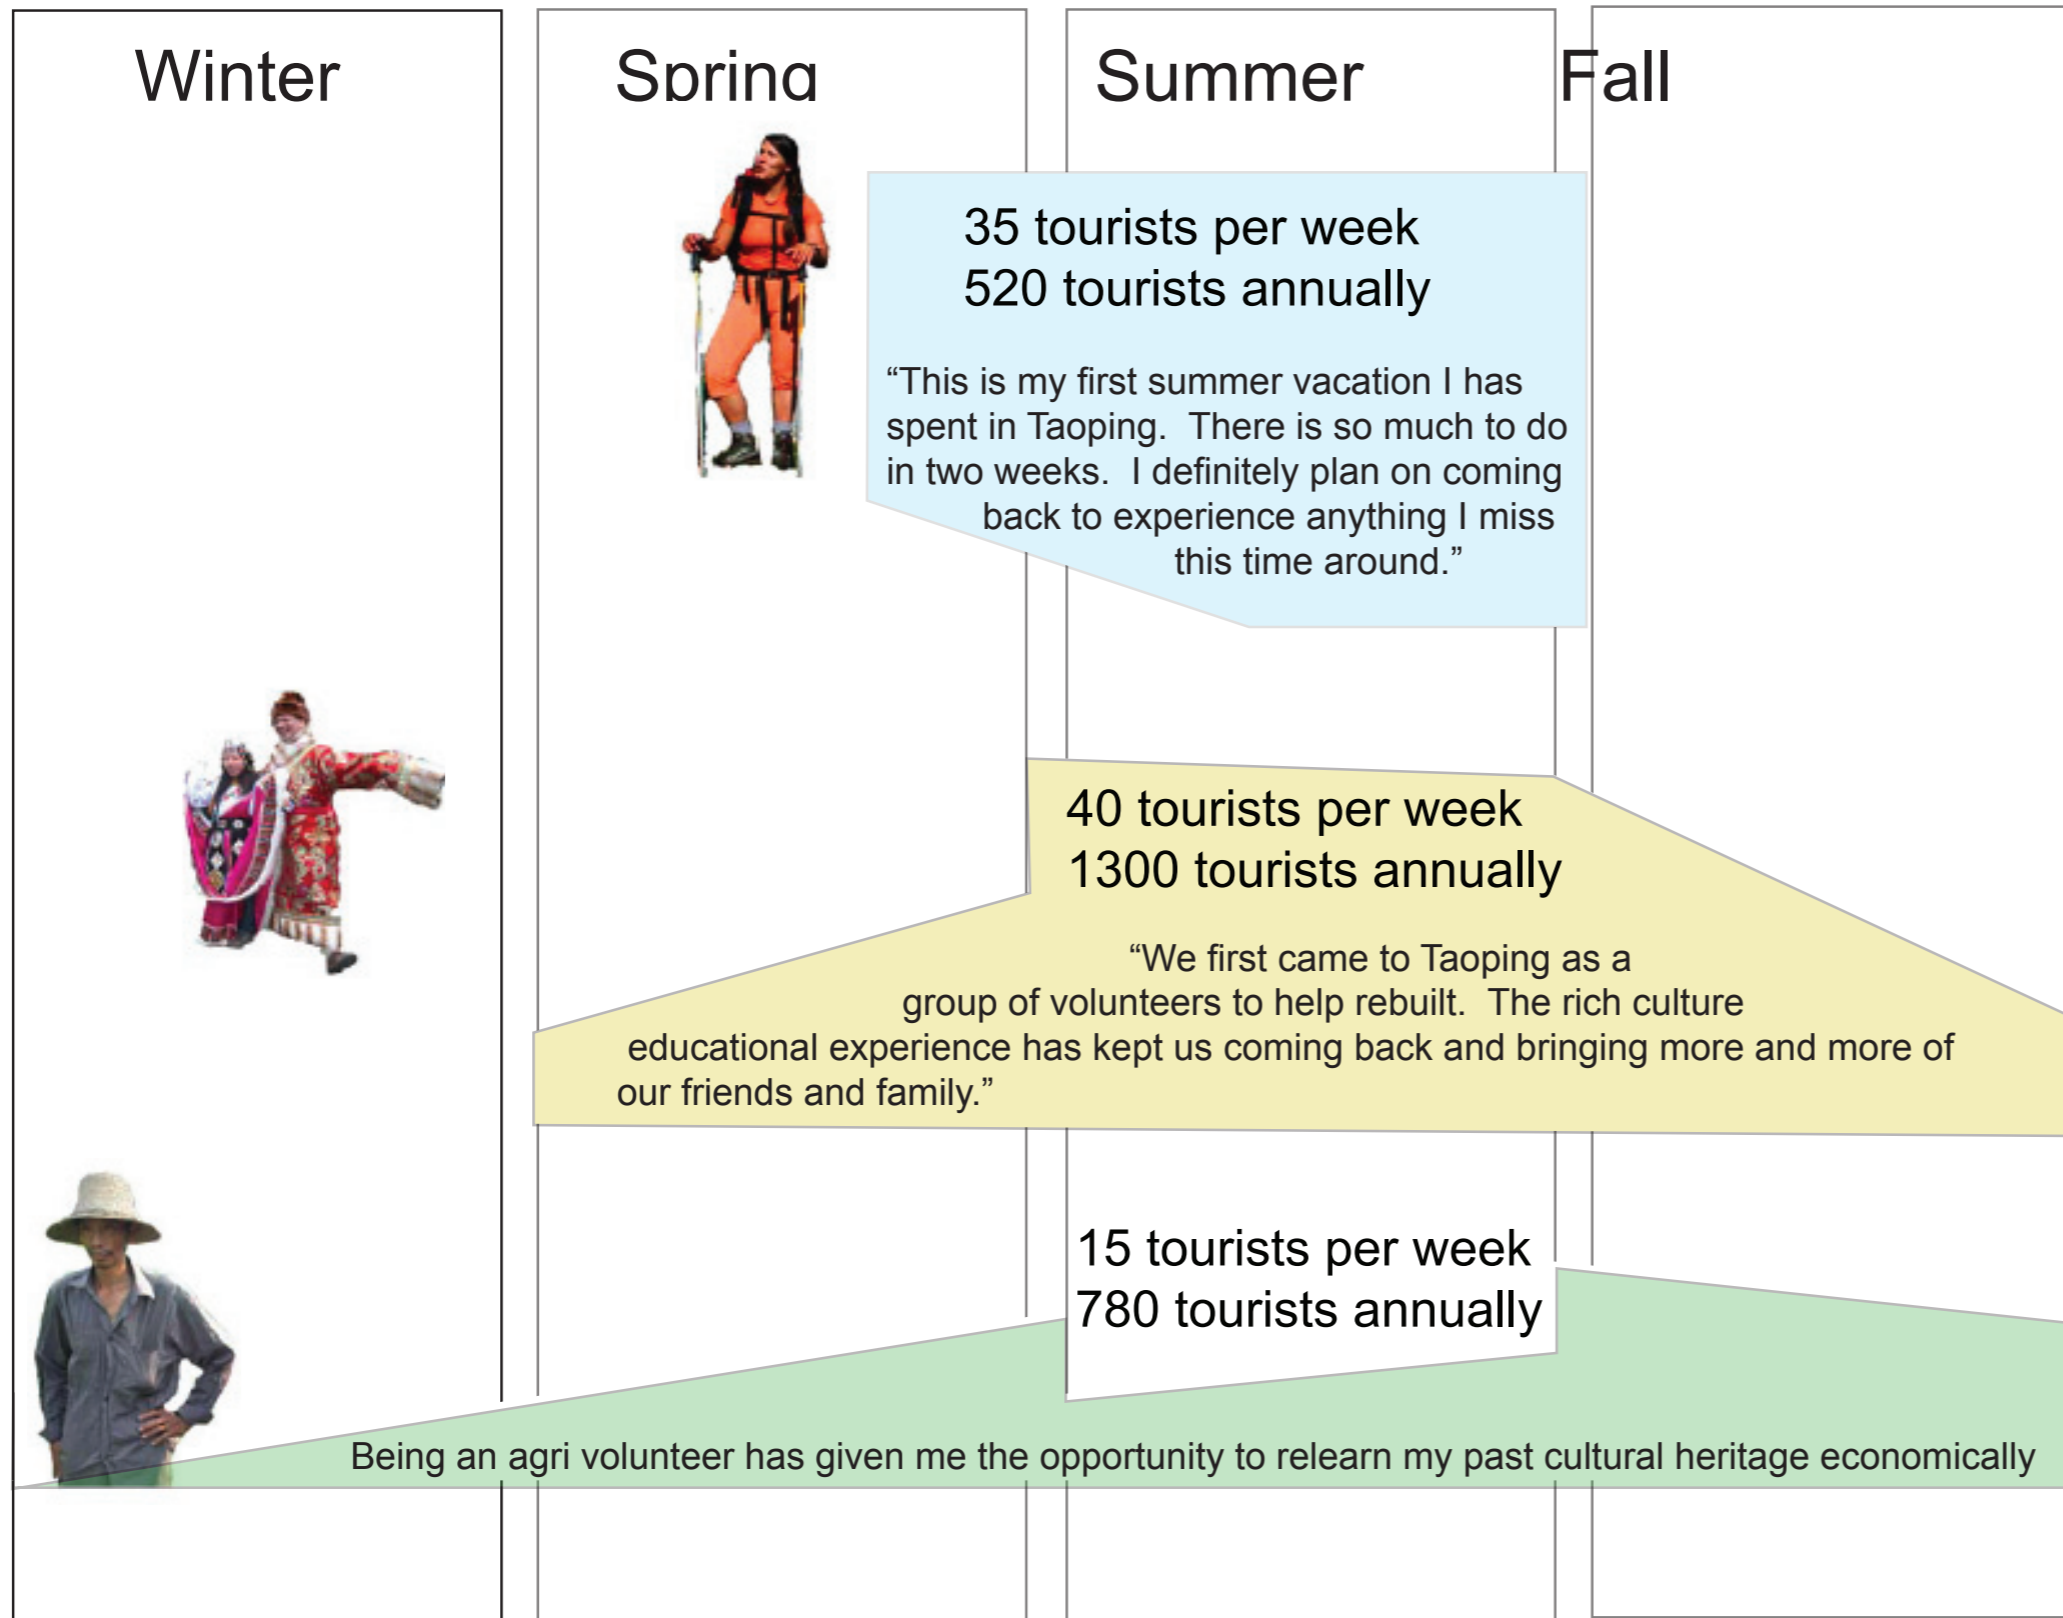 Winter
Spring
Summer
Fall
35 tourists per week
520 tourists annually
“This is my first summer vacation I has
spent in Taoping.  There is so much to do
in two weeks.  I definitely plan on coming
back to experience anything I miss
this time around.”
40 tourists per week
1300 tourists annually
“We first came to Taoping as a
group of volunteers to help rebuilt.  The rich culture
educational experience has kept us coming back and bringing more and more of
our friends and family.”
15 tourists per week
780 tourists annually
Being an agri volunteer has given me the opportunity to relearn my past cultural heritage economically